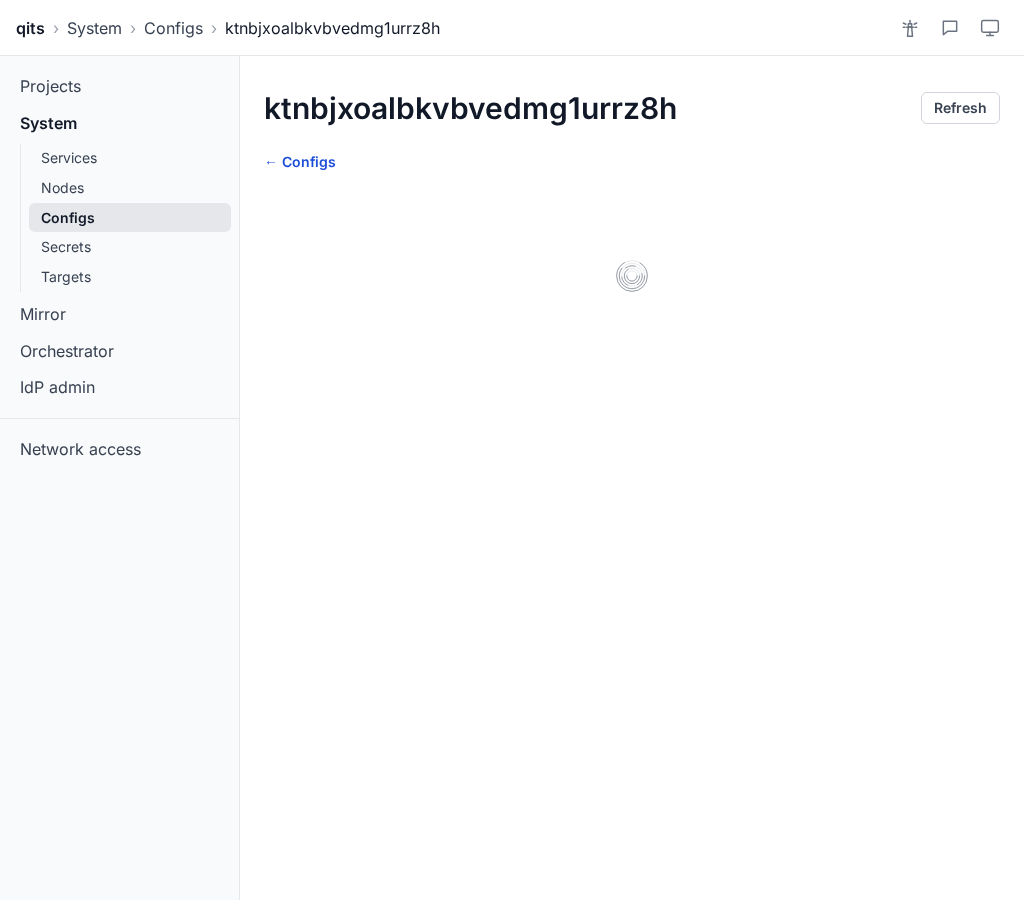 qits › System › Configs › ktnbjxoalbkvbvedmg1urrz8h
Projects
System
Services
Nodes
Configs
Secrets
Targets
Mirror
Orchestrator
IdP admin
Network access
ktnbjxoalbkvbvedmg1urrz8h
Refresh
← Configs